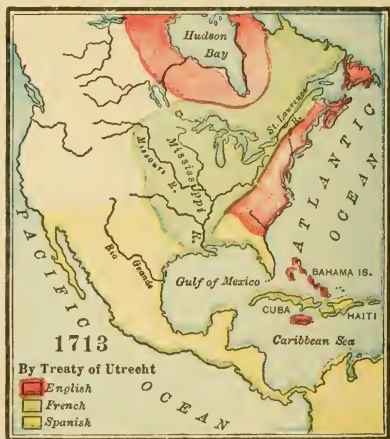 Hudson
Bay
St. Lawrence
R.
Missouri
R.
Mississippi
R.
ATLANTIC
OCEAN
PACIFIC
Rio Grande
Gulf of Mexico
BAHAMA IS.
CUBA
HAITI
Caribbean Sea
1713
By Treaty of Utrecht
English
French
Spanish
OCEAN